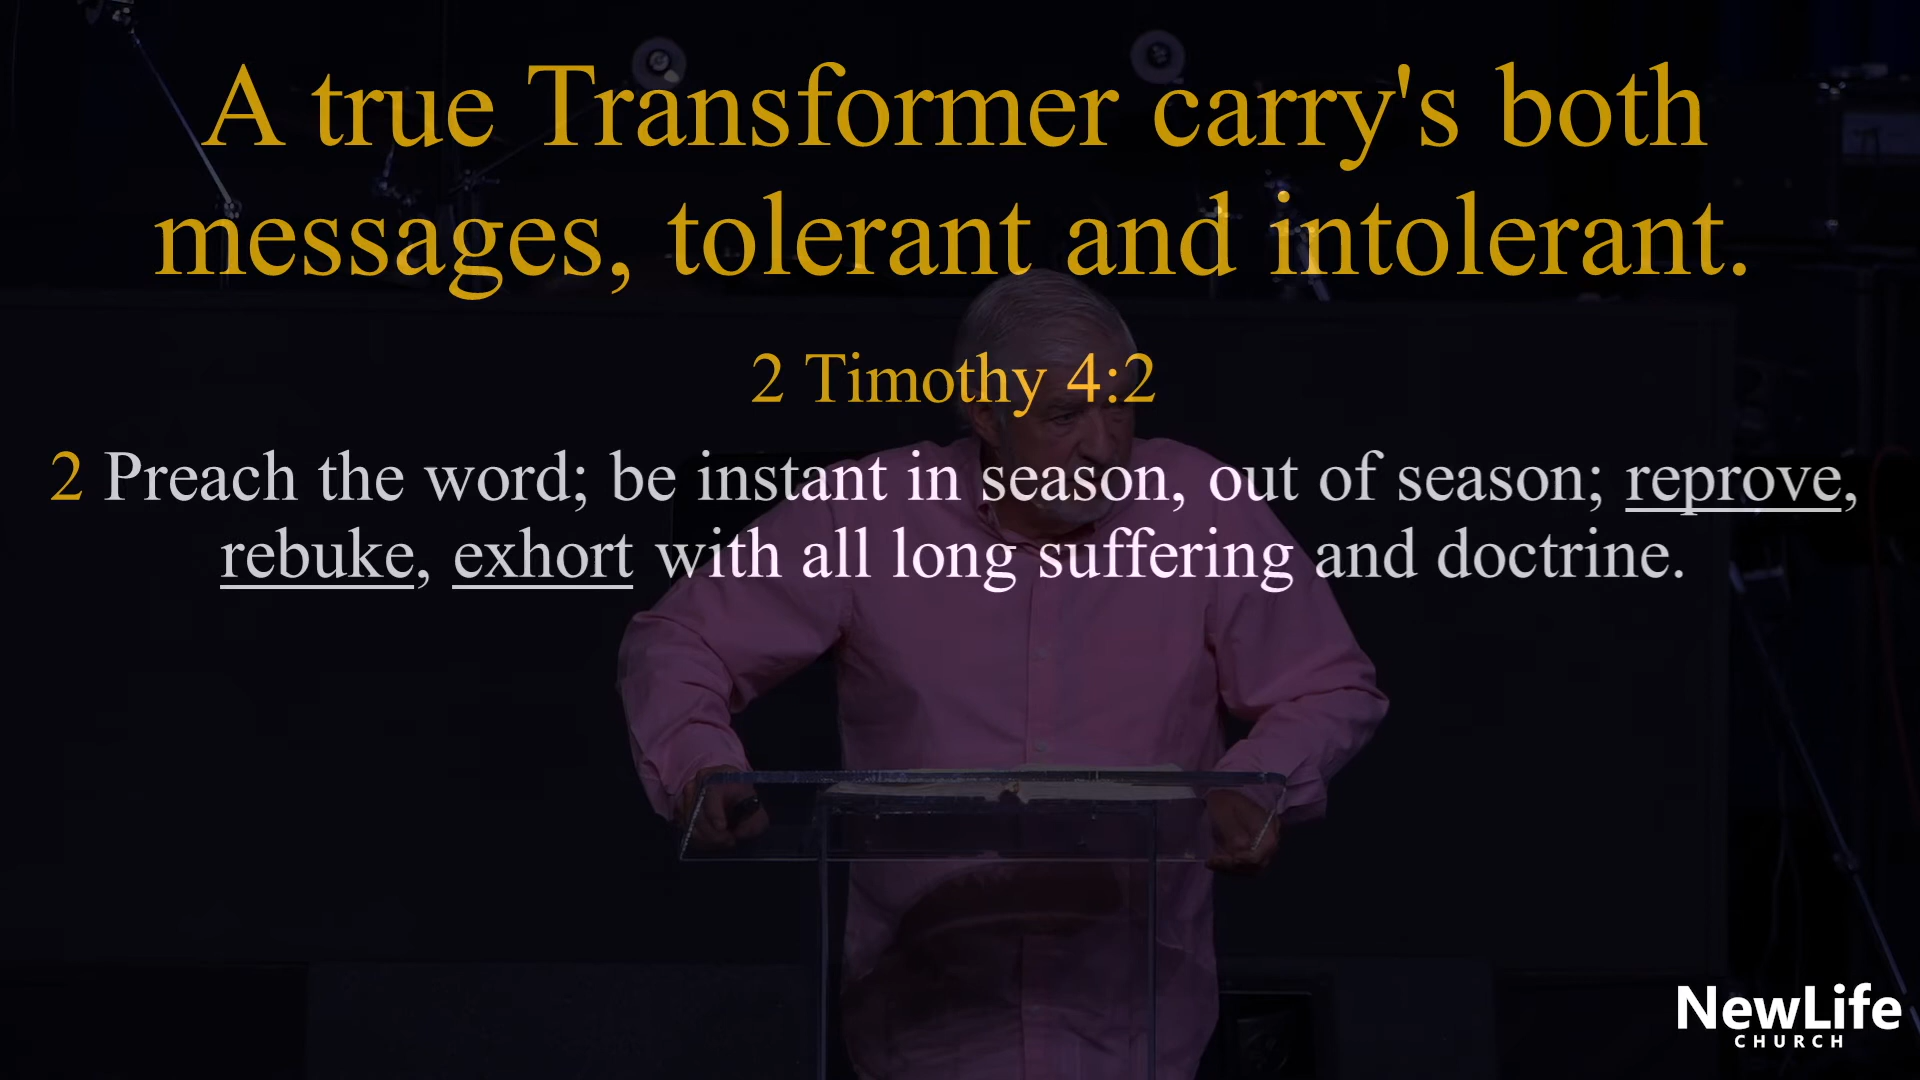 A true Transformer carry's both
messages, tolerant and intolerant.
2 Timothy 4:2
2 Preach the word; be instant in season, out of season; reprove,
rebuke, exhort with all long suffering and doctrine.
NewLife
CHURCH